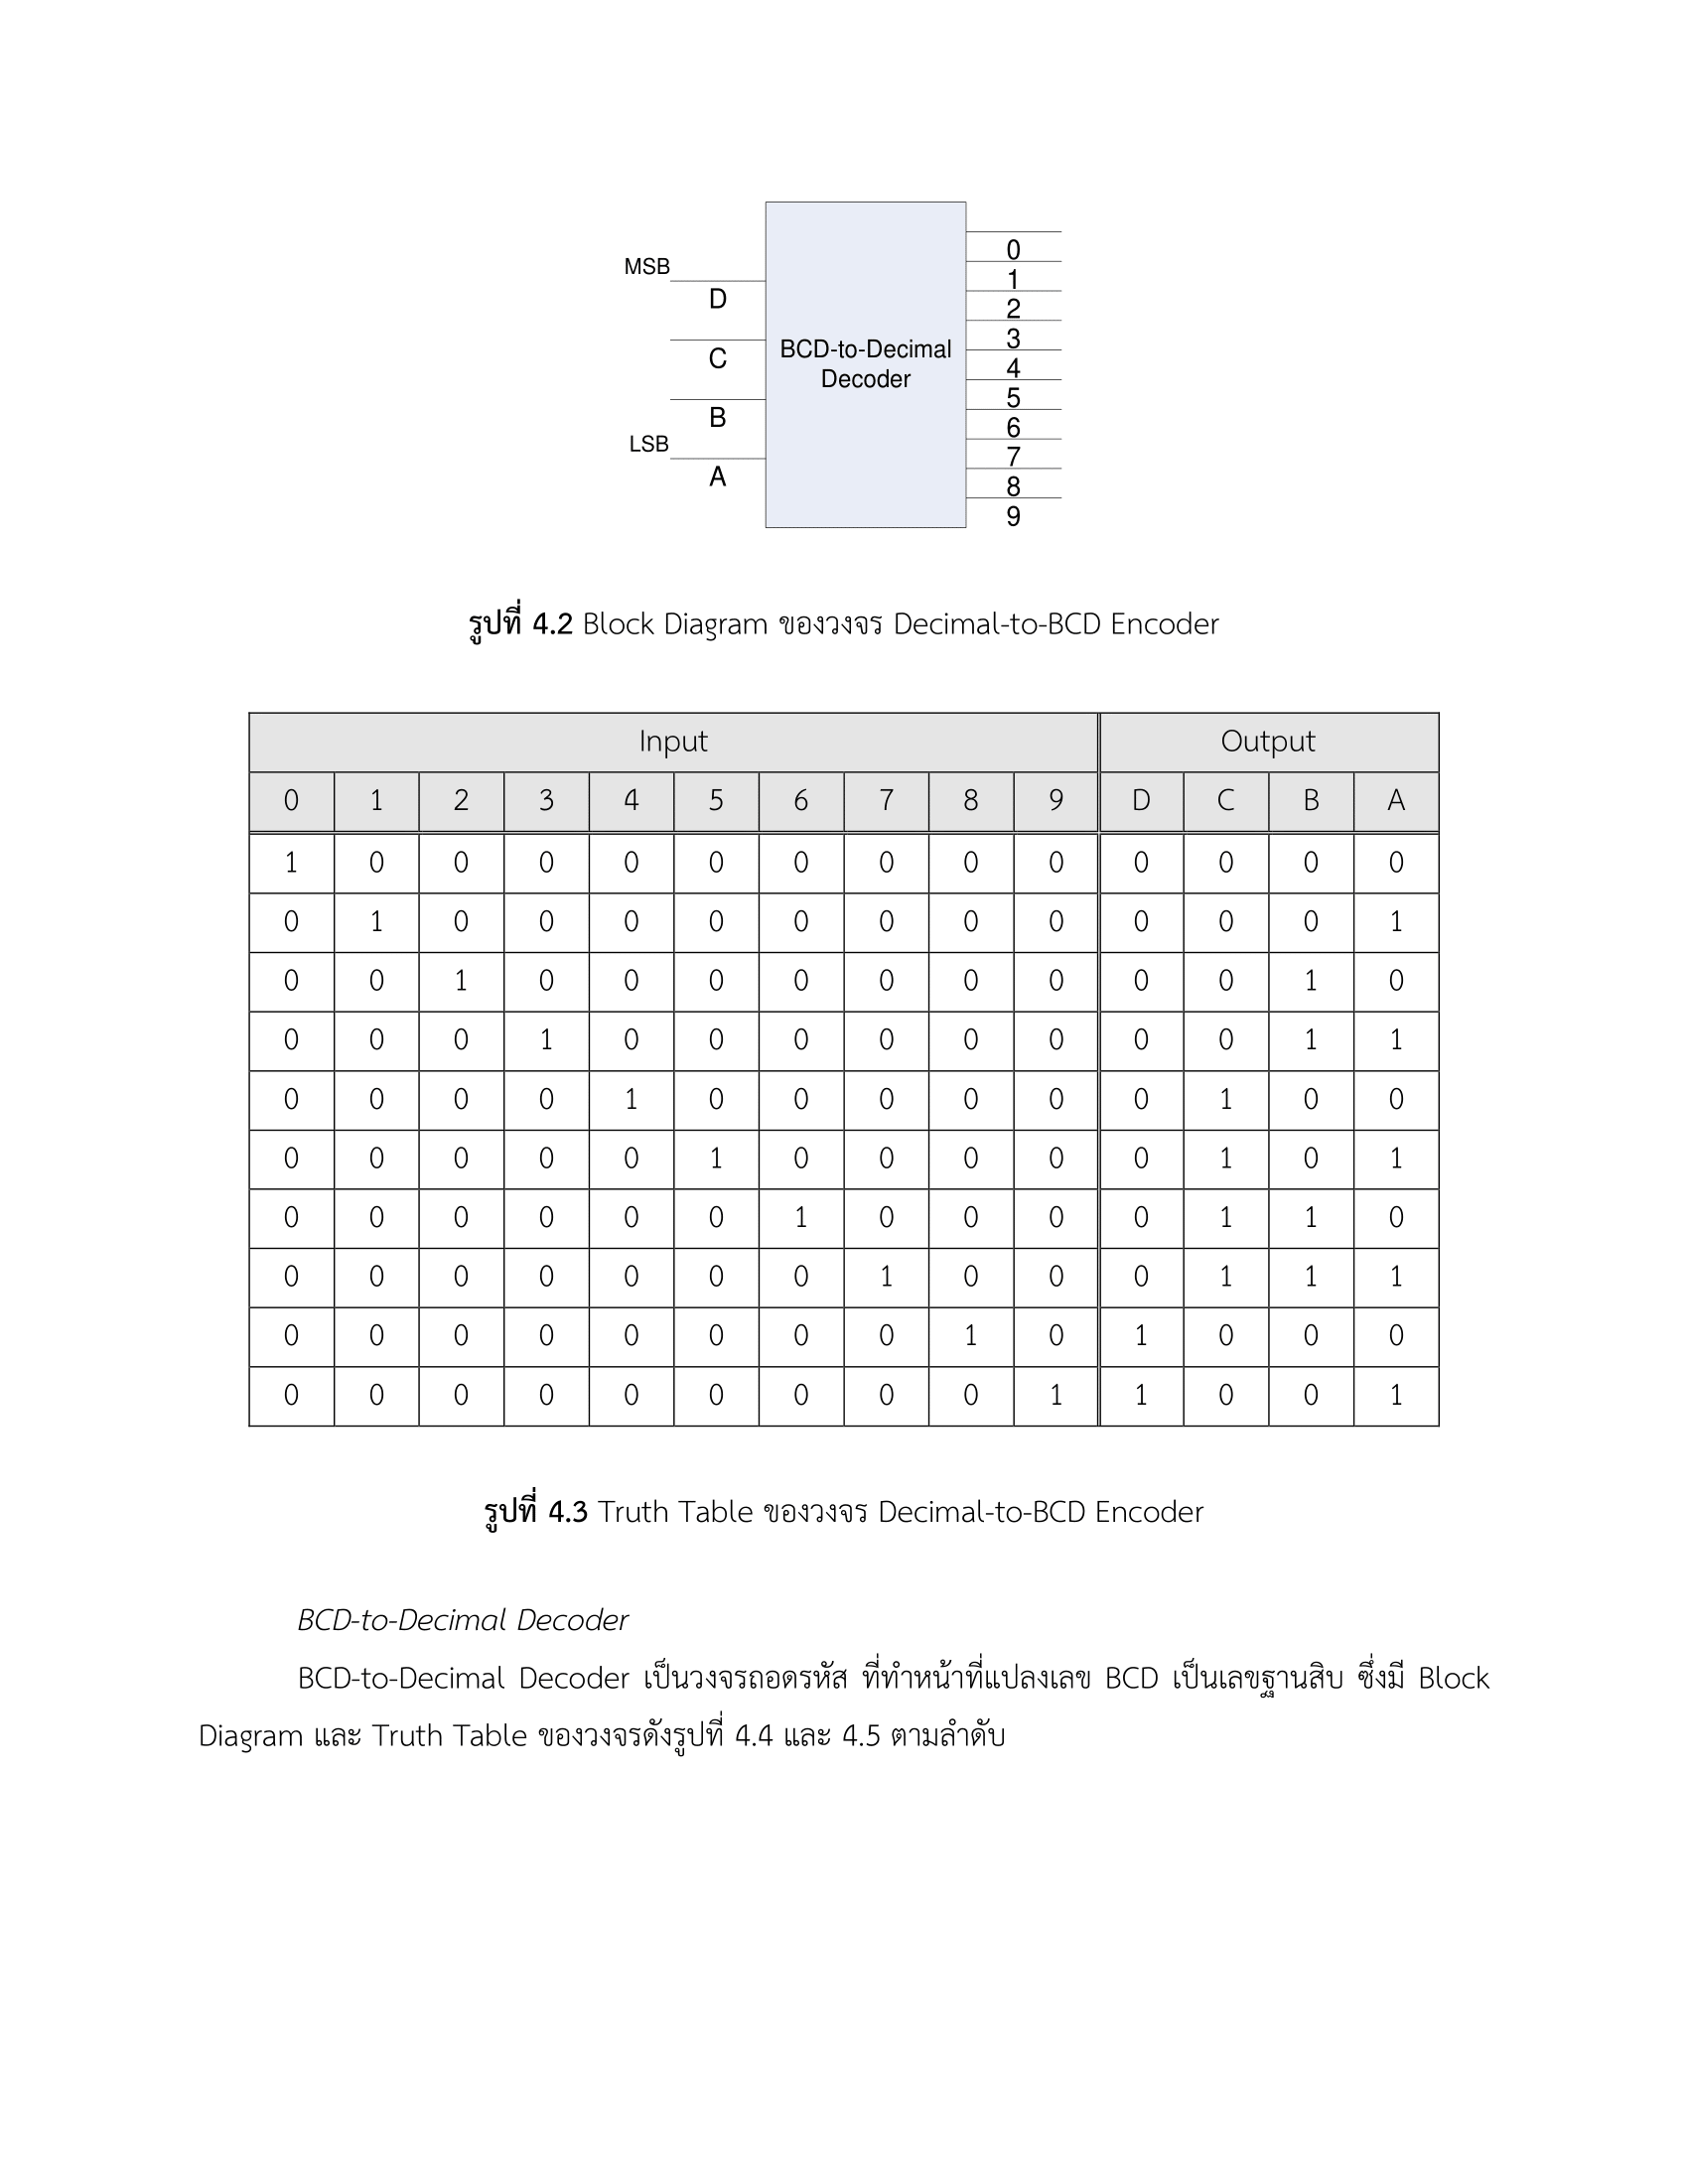 MSB
D
C
B
LSB
A
BCD-to-Decimal
Decoder
0
1
2
3
4
5
6
7
8
9
รูปที่ 4.2 Block Diagram ของวงจร Decimal-to-BCD Encoder
Input Output
0 1 2 3 4 5 6 7 8 9 D C B A
1 0 0 0 0 0 0 0 0 0 0 0 0 0
0 1 0 0 0 0 0 0 0 0 0 0 0 1
0 0 1 0 0 0 0 0 0 0 0 0 1 0
0 0 0 1 0 0 0 0 0 0 0 0 1 1
0 0 0 0 1 0 0 0 0 0 0 1 0 0
0 0 0 0 0 1 0 0 0 0 0 1 0 1
0 0 0 0 0 0 1 0 0 0 0 1 1 0
0 0 0 0 0 0 0 1 0 0 0 1 1 1
0 0 0 0 0 0 0 0 1 0 1 0 0 0
0 0 0 0 0 0 0 0 0 1 1 0 0 1
รูปที่ 4.3 Truth Table ของวงจร Decimal-to-BCD Encoder
BCD-to-Decimal Decoder
BCD-to-Decimal Decoder เป็นวงจรถอดรหัส ที่ทำหน้าที่แปลงเลข BCD เป็นเลขฐานสิบ ซึ่งมี Block
Diagram และ Truth Table ของวงจรดังรูปที่ 4.4 และ 4.5 ตามลำดับ